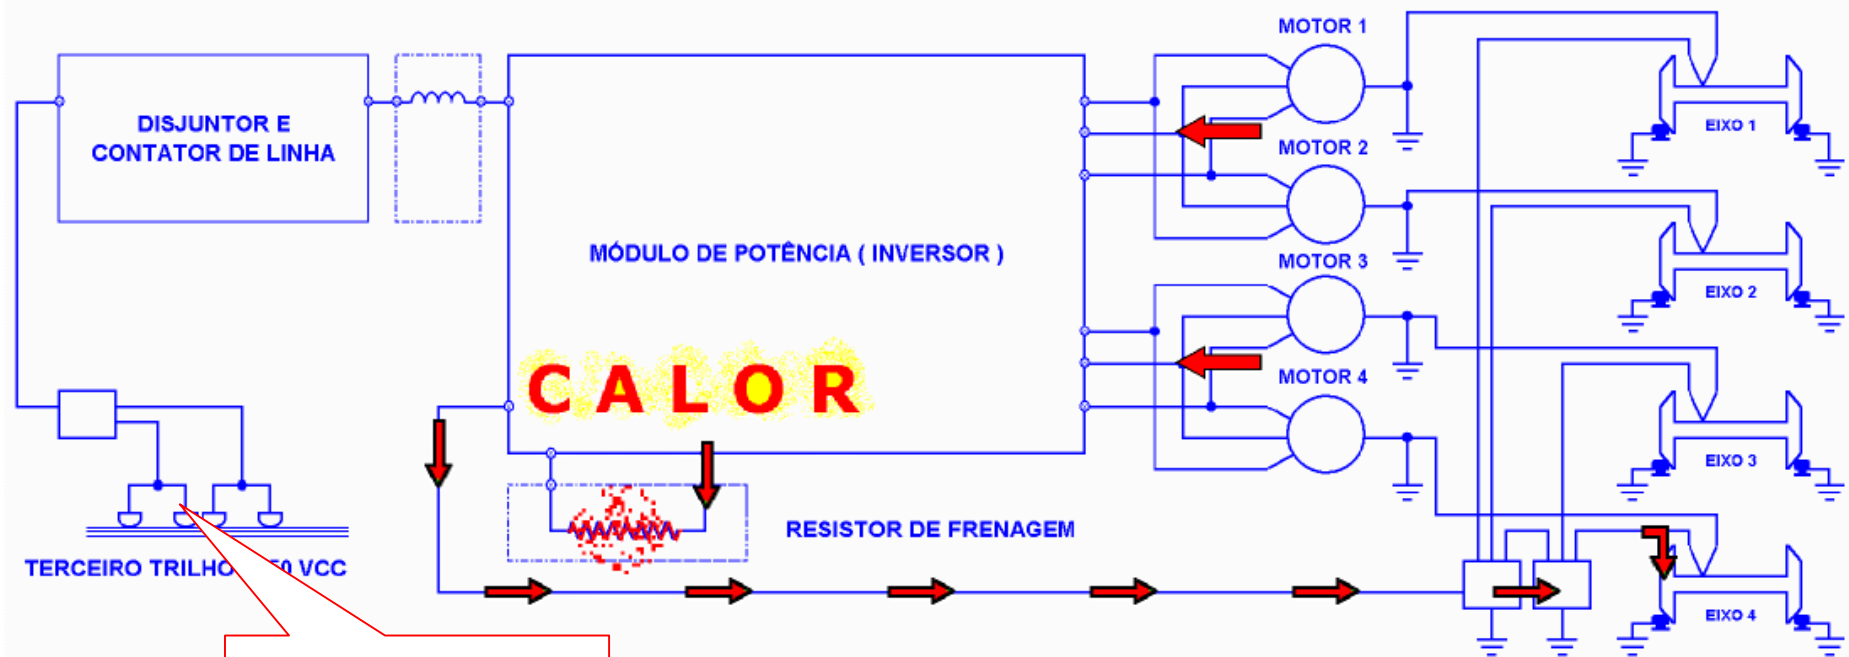 MOTOR 1
DISJUNTOR E
CONTATOR DE LINHA
EIXO 1
MOTOR 2
MÓDULO DE POTÊNCIA ( INVERSOR )
MOTOR 3
EIXO 2
C A L O R
MOTOR 4
EIXO 3
RESISTOR DE FRENAGEM
TERCEIRO TRILHO 50 VCC
EIXO 4